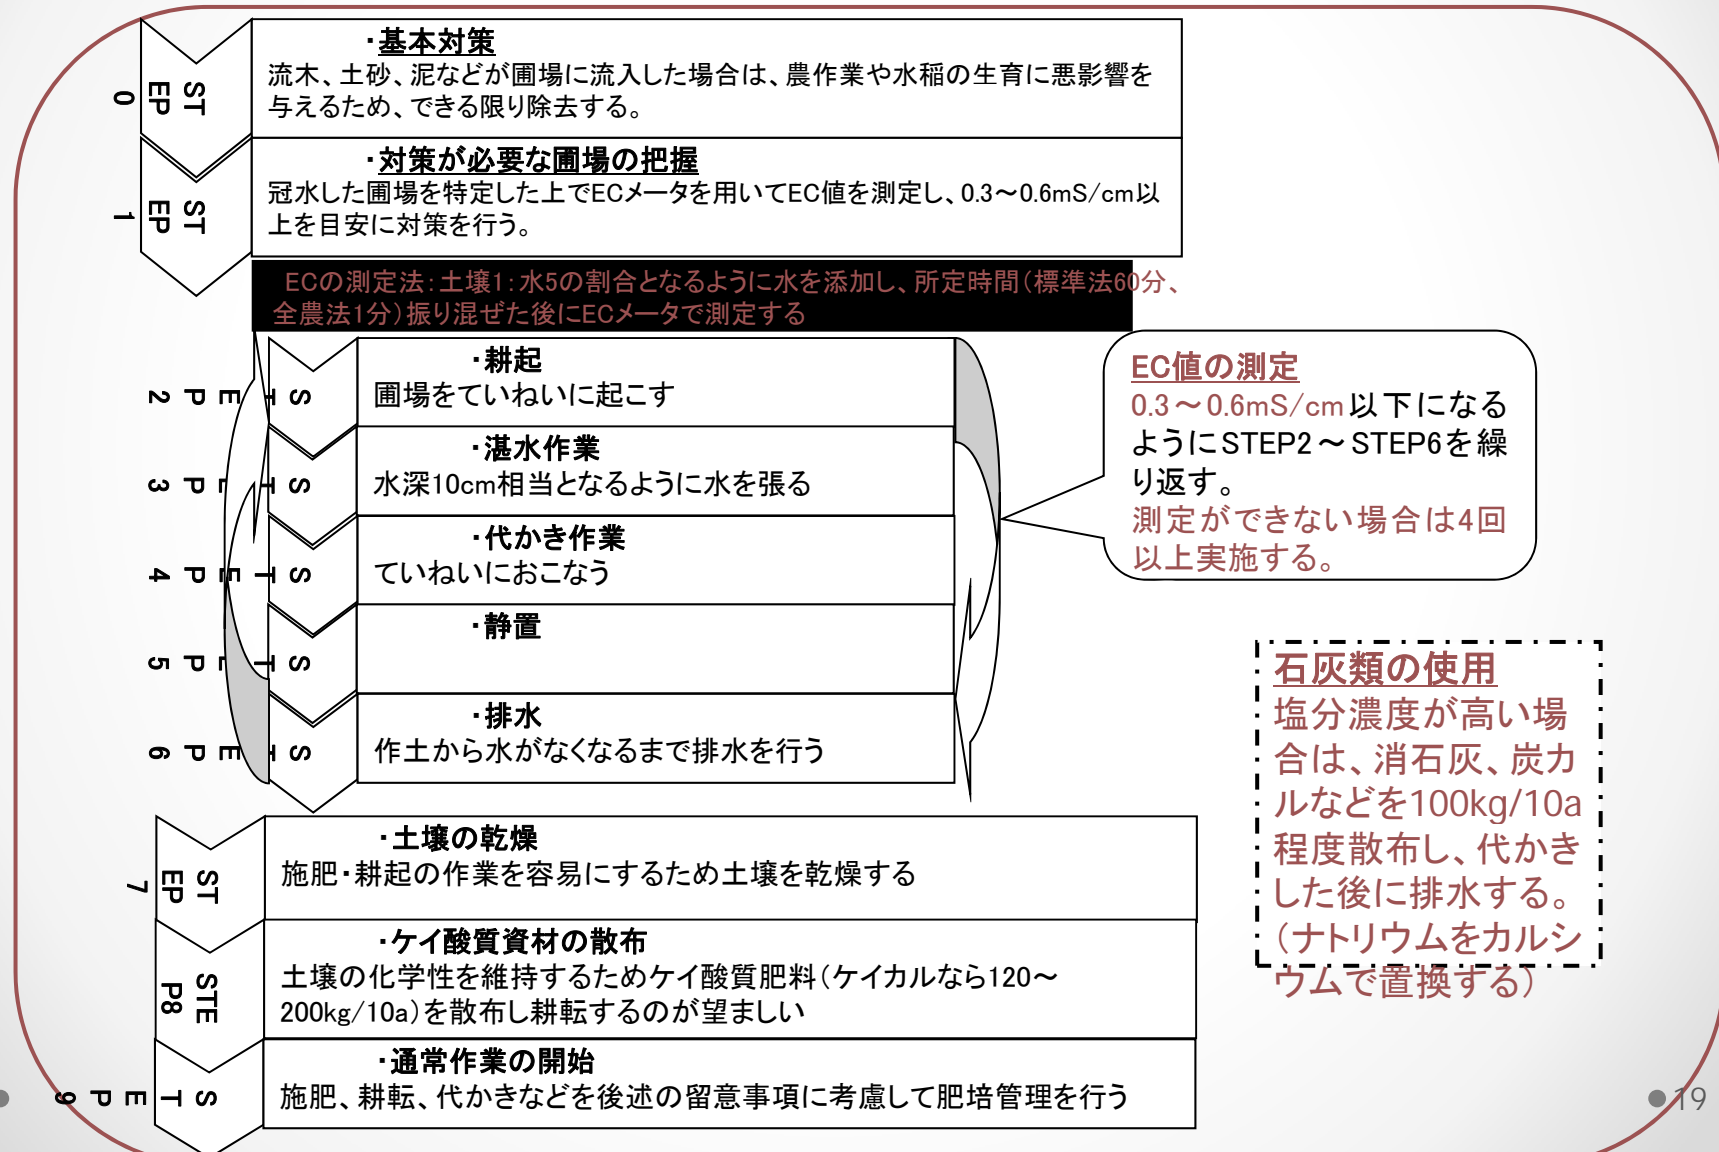 STEP0
・基本対策
流木、土砂、泥などが圃場に流入した場合は、農作業や水稲の生育に悪影響を
与えるため、できる限り除去する。
STEP1
・対策が必要な圃場の把握
冠水した圃場を特定した上でECメータを用いてEC値を測定し、0.3～0.6mS/cm以
上を目安に対策を行う。
ECの測定法：土壌1：水5の割合となるように水を添加し、所定時間（標準法60分、
全農法1分）振り混ぜた後にECメータで測定する
STEP2
・耕起
圃場をていねいに起こす
STEP3
・湛水作業
水深10cm相当となるように水を張る
STEP4
・代かき作業
ていねいにおこなう
STEP5
・静置
STEP6
・排水
作土から水がなくなるまで排水を行う
EC値の測定
0.3～0.6mS/cm以下になる
ようにSTEP2～STEP6を繰
り返す。
測定ができない場合は4回
以上実施する。
石灰類の使用
塩分濃度が高い場
合は、消石灰、炭カ
ルなどを100kg/10a
程度散布し、代かき
した後に排水する。
（ナトリウムをカルシ
ウムで置換する）
STEP7
・土壌の乾燥
施肥・耕起の作業を容易にするため土壌を乾燥する
STEP8
・ケイ酸質資材の散布
土壌の化学性を維持するためケイ酸質肥料（ケイカルなら120～
200kg/10a）を散布し耕転するのが望ましい
STEP9
・通常作業の開始
施肥、耕転、代かきなどを後述の留意事項に考慮して肥培管理を行う
19